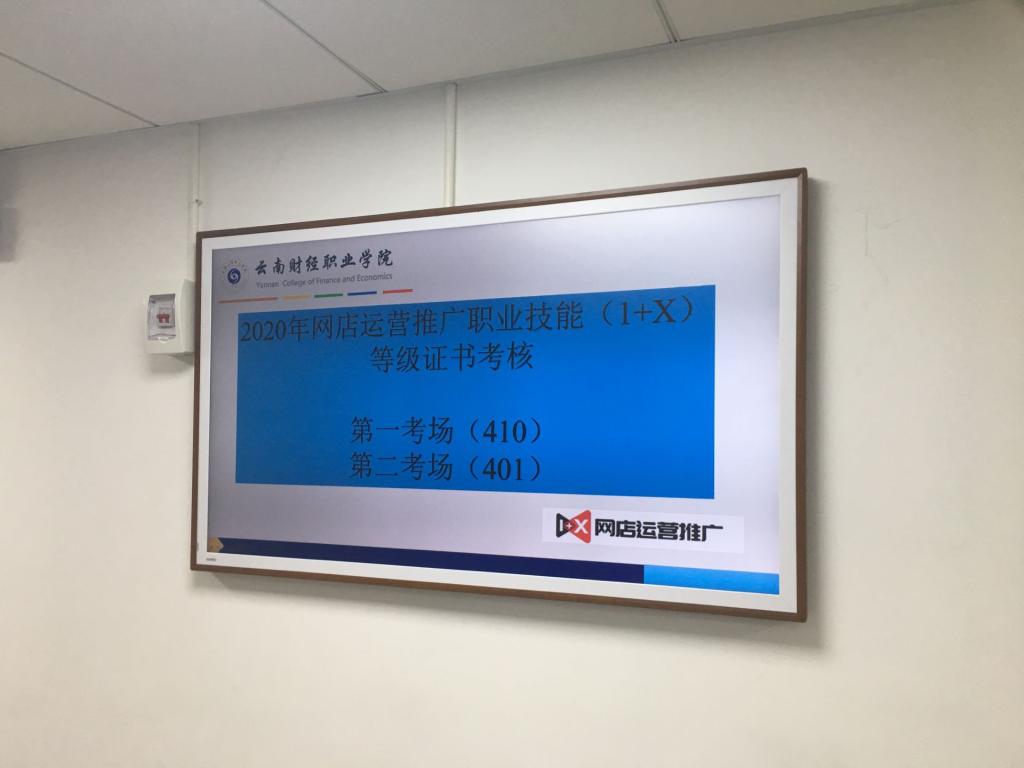 云南财经职业学院
Yunnan College of Finance and Economics
2020年网店运营推广职业技能（1+X）
等级证书考核
第一考场（410）
第二考场（401）
1+X 网店运营推广